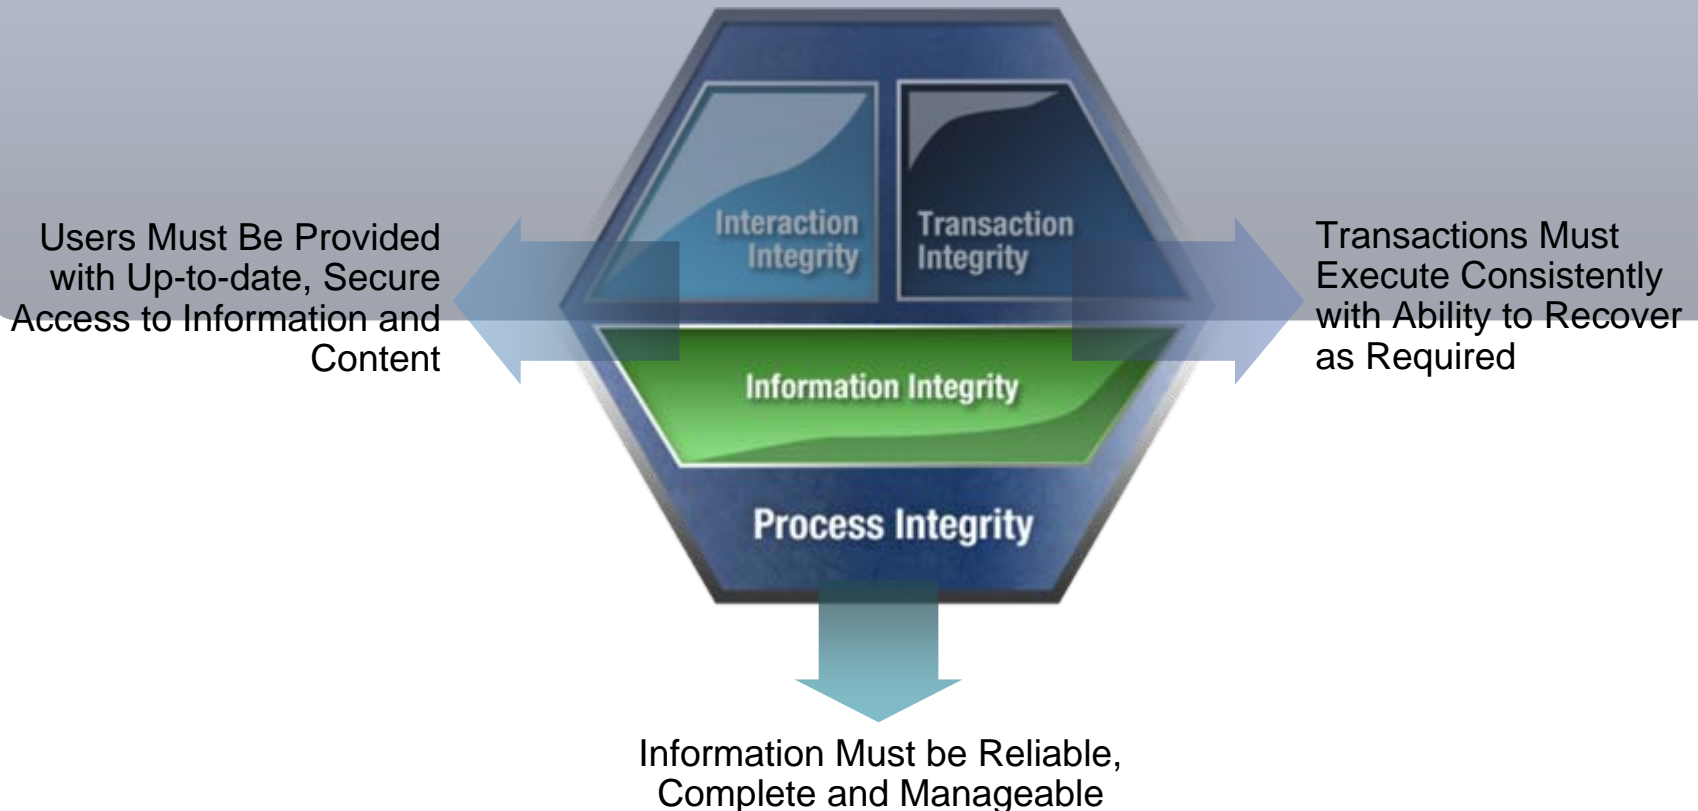 Interaction
Integrity
Transaction
Integrity
Users Must Be Provided
with Up-to-date, Secure
Access to Information and
Content
Transactions Must
Execute Consistently
with Ability to Recover
as Required
Information Integrity
Process Integrity
Information Must be Reliable,
Complete and Manageable